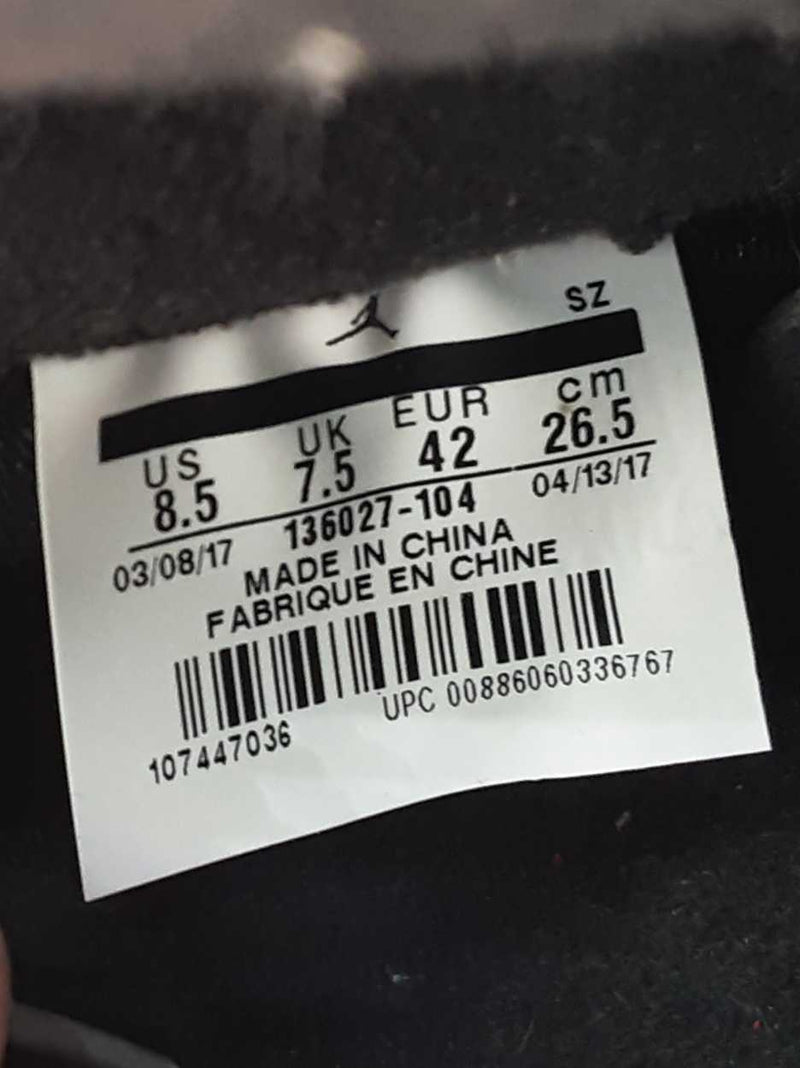 SZ
US UK EUR cm
8.5 7.5 42 26.5
03/08/17 136027-104 04/13/17
MADE IN CHINA
FABRIQUE EN CHINE
107447036 UPC 00886060336767